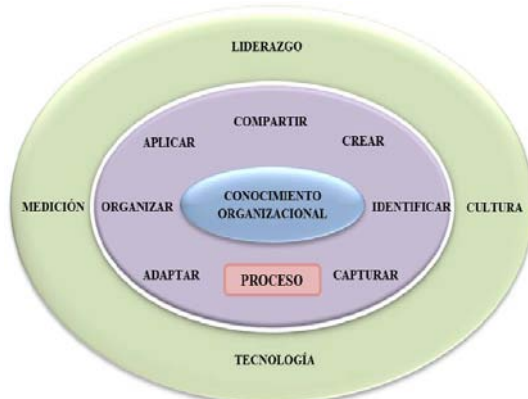 LIDERAZGO
COMPARTIR
APLICAR
CREAR
MEDICIÓN
ORGANIZAR
CONOCIMIENTO
ORGANIZACIONAL
IDENTIFICAR
CULTURA
ADAPTAR
PROCESO
CAPTURAR
TECNOLOGÍA